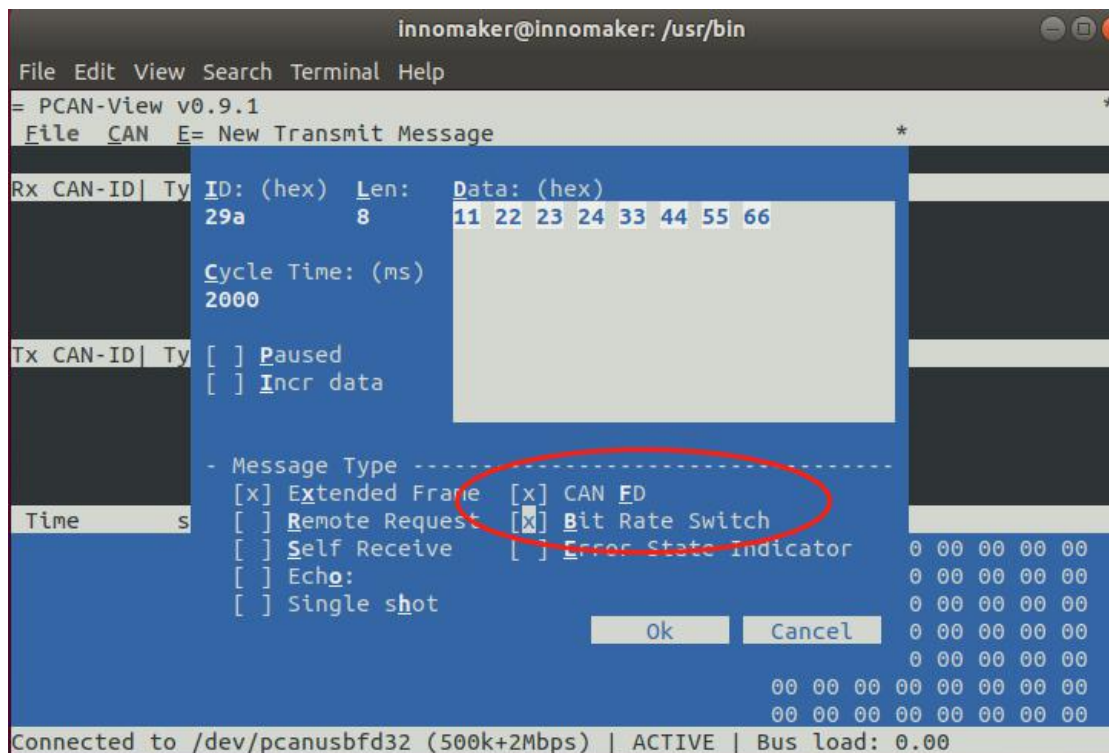 innomaker@innomaker: /usr/bin
File Edit View Search Terminal Help
= PCAN-View v0.9.1 *
File CAN E= New Transmit Message *
Rx CAN-ID| Ty ID: (hex) Len: Data: (hex)
29a 8 11 22 23 24 33 44 55 66
Cycle Time: (ms)
2000
Tx CAN-ID| Ty [ ] Paused
[ ] Incr data
- Message Type -----------------------------------
[x] Extended Frame [x] CAN FD
Time s [ ] Remote Request [x] Bit Rate Switch
[ ] Self Receive [ ] Error State Indicator 0 00 00 00 00
[ ] Echo: 0 00 00 00 00
[ ] Single shot 0 00 00 00 00
Ok Cancel 0 00 00 00 00
0 00 00 00 00
00 00 00 00 00 00 00 00
00 00 00 00 00 00 00 00
Connected to /dev/pcanusbfd32 (500k+2Mbps) | ACTIVE | Bus load: 0.00